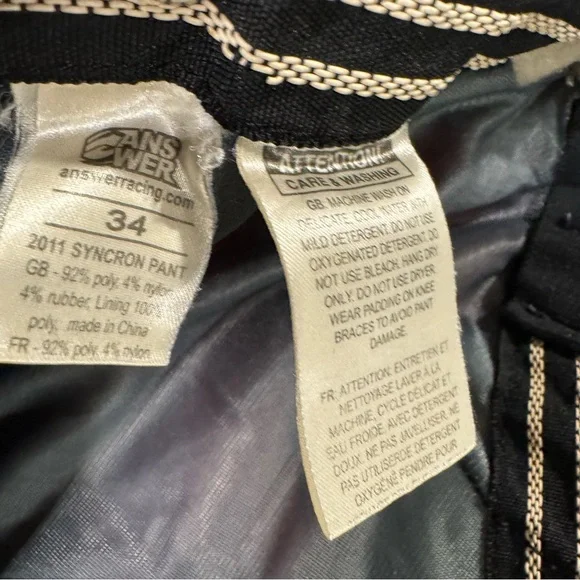 ANS
WER
answerracing.com
34
2011 SYNCRON PANT
GB - 92% poly, 4% nylon,
4% rubber, Lining 100%
poly, made in China
FR - 92% poly, 4% nylon,
ATTENTION!
CARE & WASHING
GB: MACHINE WASH ON
DELICATE, COOL WATER, WITH
MILD DETERGENT. DO NOT USE
OXYGENATED DETERGENT. DO
NOT USE BLEACH. HANG DRY
ONLY. DO NOT USE DRYER.
WEAR PADDING ON KNEE
BRACES TO AVOID PANT
DAMAGE.
FR: ATTENTION: ENTRETIEN ET
NETTOYAGE LAVER À LA
MACHINE, CYCLE DÉLICAT ET
EAU FROIDE, AVEC DÉTERGENT
DOUX. NE PAS JAVELLISER. NE
PAS UTILISERDE DÉTERGENT
OXYGÉNÉ PENDRE POUR